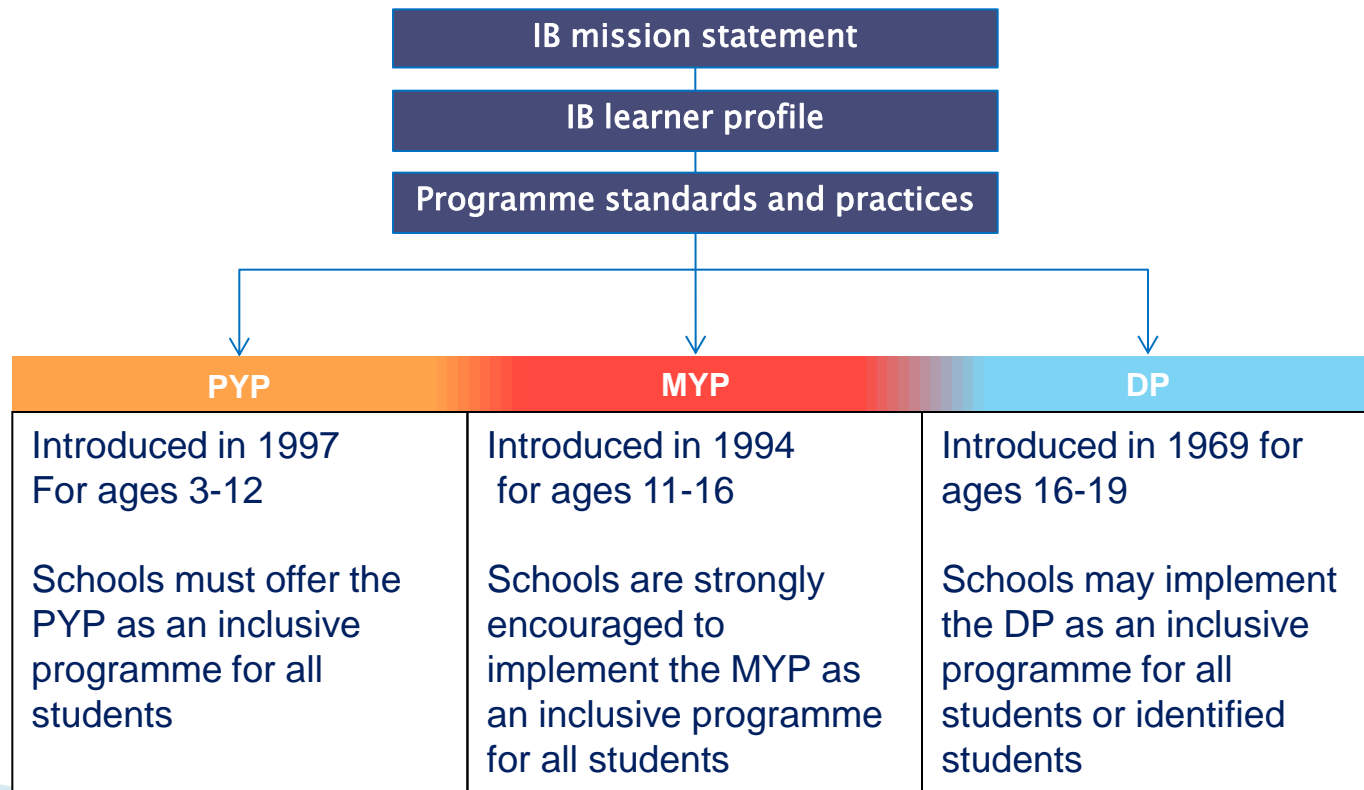 IB mission statement
IB learner profile
Programme standards and practices
PYP
MYP
DP
Introduced in 1997
For ages 3-12
Schools must offer the
PYP as an inclusive
programme for all
students
Introduced in 1994
for ages 11-16
Schools are strongly
encouraged to
implement the MYP as
an inclusive programme
for all students
Introduced in 1969 for
ages 16-19
Schools may implement
the DP as an inclusive
programme for all
students or identified
students